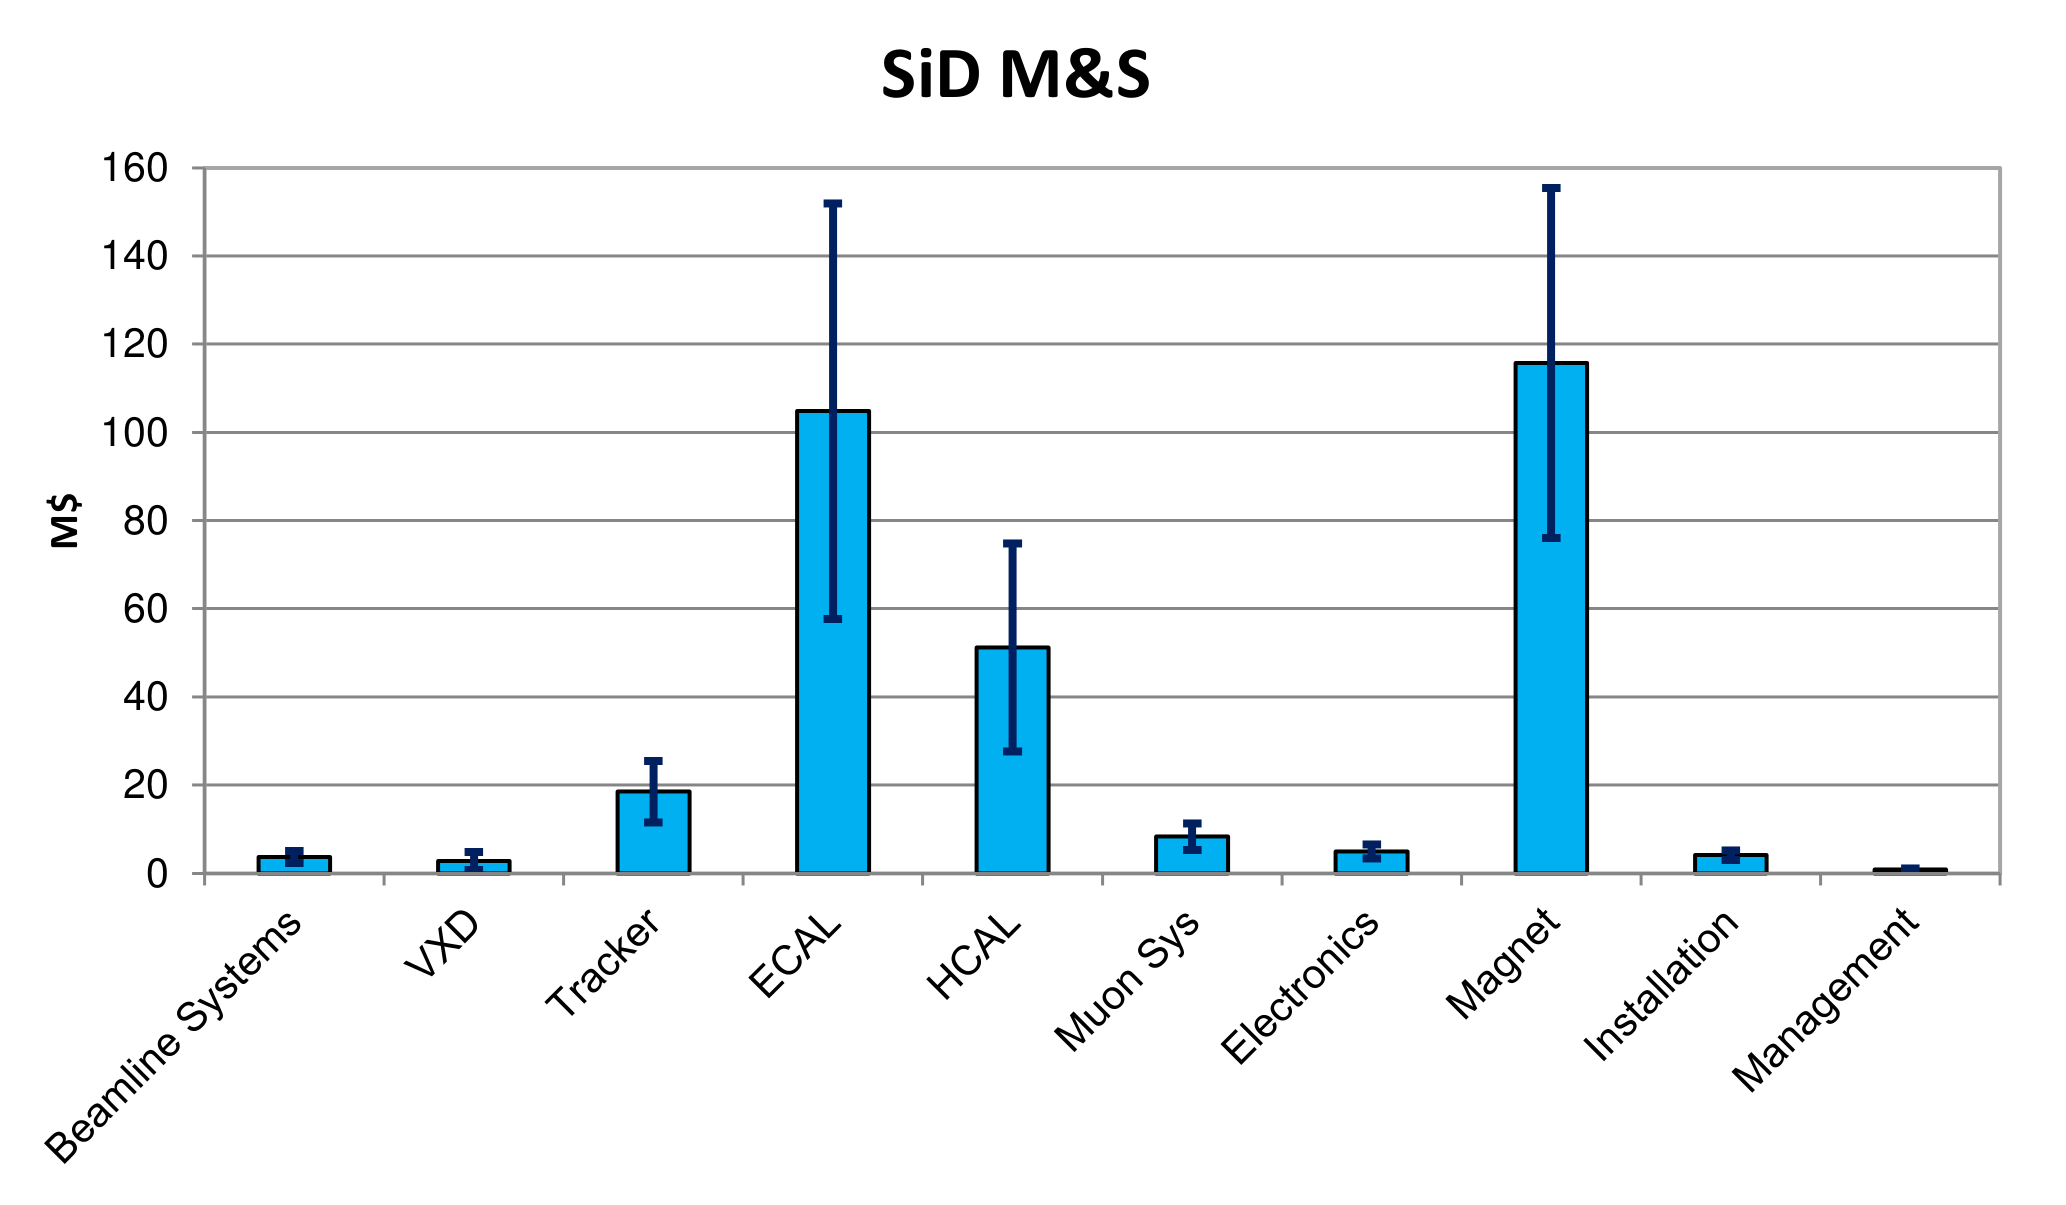 SiD M&S
160
140
120
100
80
60
40
20
0
M$
Beamline Systems
VXD
Tracker
ECAL
HCAL
Muon Sys
Electronics
Magnet
Installation
Management